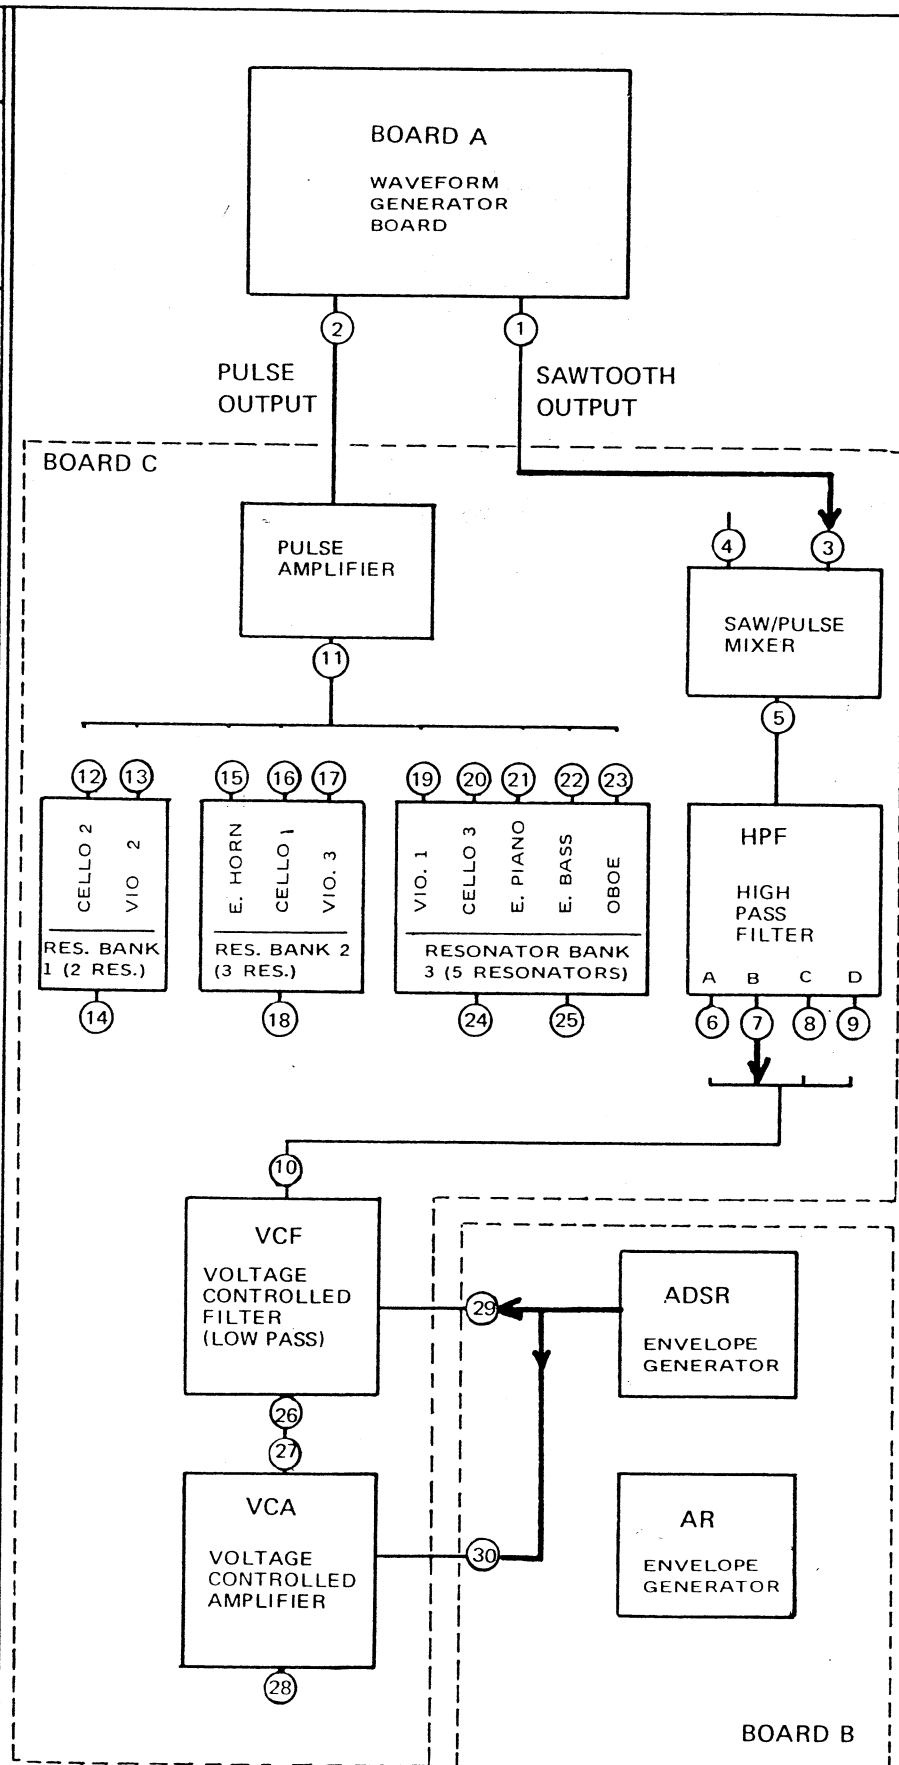 BOARD A
WAVEFORM
GENERATOR
BOARD
2
1
PULSE
OUTPUT
SAWTOOTH
OUTPUT
BOARD C
PULSE
AMPLIFIER
4
3
SAW/PULSE
MIXER
11
5
12
13
15
16
17
19
20
21
22
23
CELLO 2
VIO 2
E. HORN
CELLO 1
VIO. 3
VIO. 1
CELLO 3
E. PIANO
E. BASS
OBOE
RES. BANK
1 (2 RES.)
RES. BANK 2
(3 RES.)
RESONATOR BANK
3 (5 RESONATORS)
HPF
HIGH
PASS
FILTER
A B C D
14
18
24
25
6
7
8
9
10
VCF
VOLTAGE
CONTROLLED
FILTER
(LOW PASS)
29
ADSR
ENVELOPE
GENERATOR
26
27
VCA
VOLTAGE
CONTROLLED
AMPLIFIER
30
AR
ENVELOPE
GENERATOR
28
BOARD B